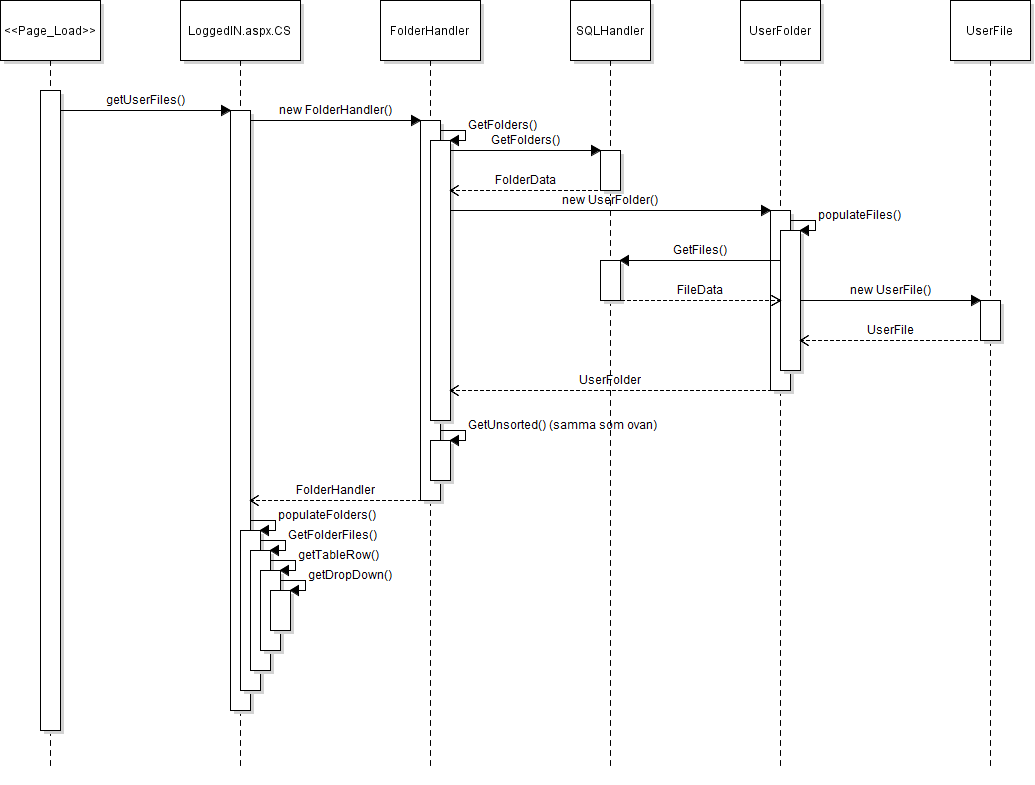 <<Page_Load>>
LoggedIN.aspx.CS
FolderHandler
SQLHandler
UserFolder
UserFile
getUserFiles()
new FolderHandler()
GetFolders()
GetFolders()
FolderData
new UserFolder()
populateFiles()
GetFiles()
FileData
new UserFile()
UserFile
UserFolder
GetUnsorted() (samma som ovan)
FolderHandler
populateFolders()
GetFolderFiles()
getTableRow()
getDropDown()